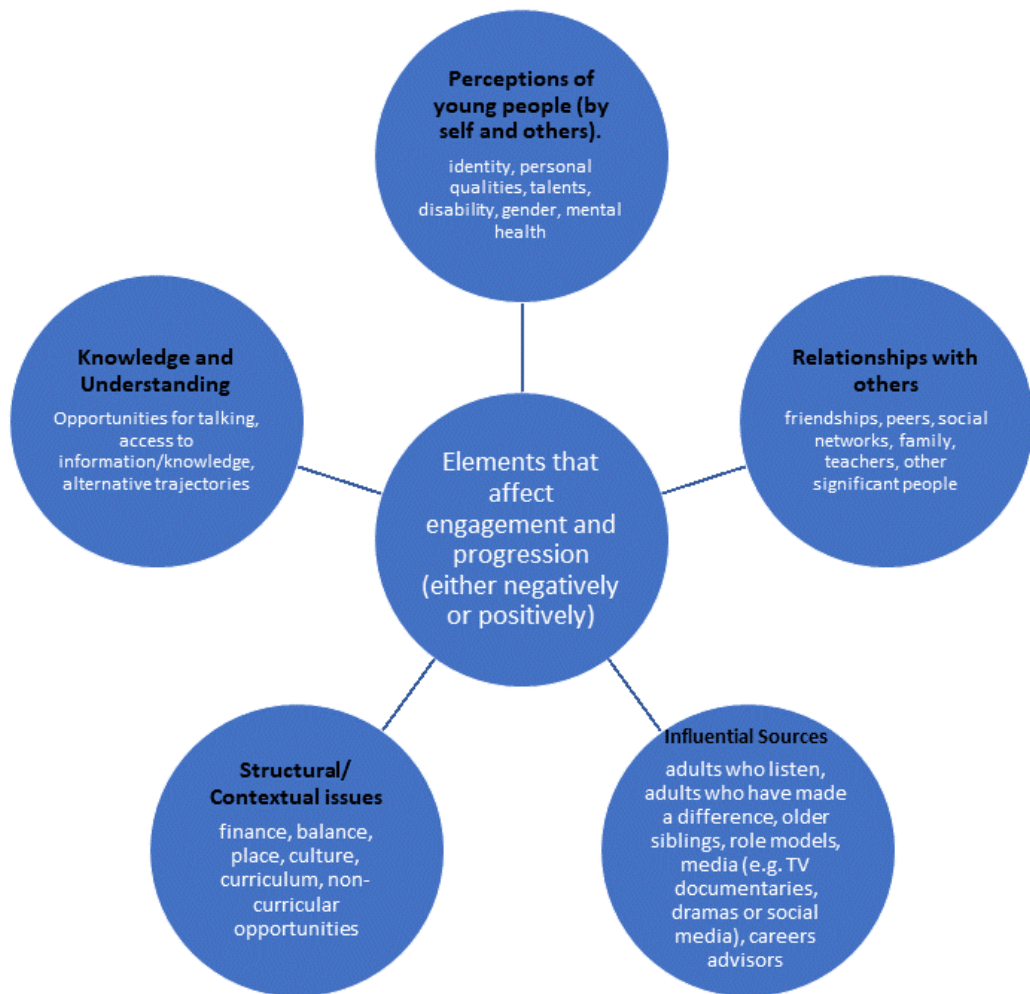 Perceptions of
young people (by
self and others).
identity, personal
qualities, talents,
disability, gender, mental
health
Knowledge and
Understanding
Opportunities for talking,
access to
information/knowledge,
alternative trajectories
Relationships with
others
friendships, peers, social
networks, family,
teachers, other
significant people
Elements that
affect
engagement and
progression
(either negatively
or positively)
Structural/
Contextual issues
finance, balance,
place, culture,
curriculum, non-
curricular
opportunities
Influential Sources
adults who listen,
adults who have made
a difference, older
siblings, role models,
media (e.g. TV
documentaries,
dramas or social
media), careers
advisors